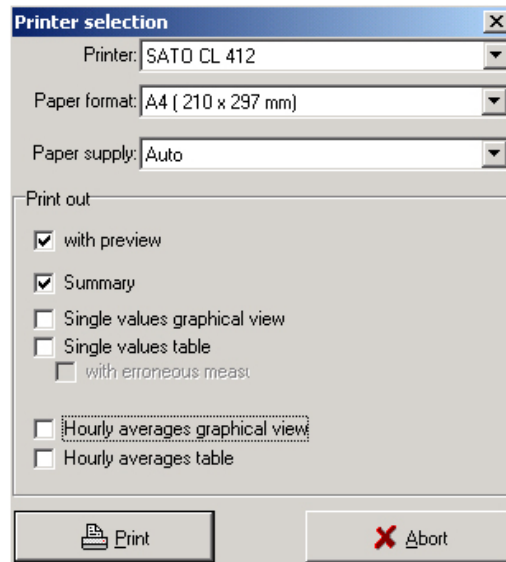 Printer selection
Printer: SATO CL 412
Paper format: A4 ( 210 x 297 mm)
Paper supply: Auto
Print out
with preview
Summary
Single values graphical view
Single values table
with erroneous meas
Hourly averages graphical view
Hourly averages table
Print Abort